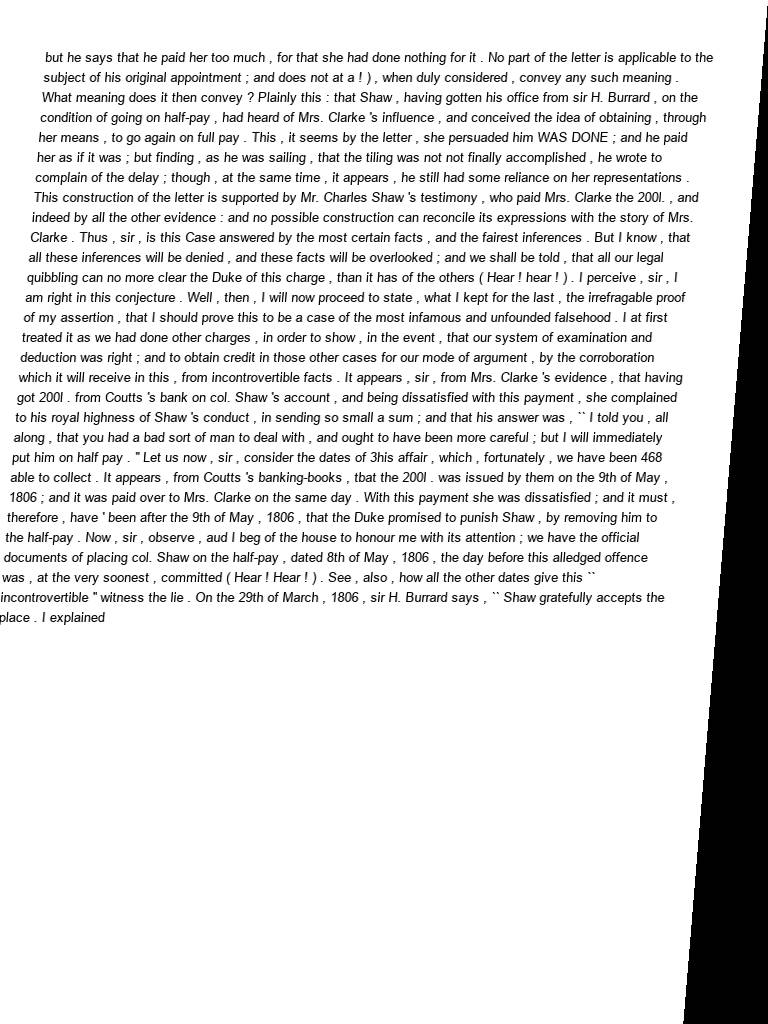 but he says that he paid her too much , for that she had done nothing for it . No part of the letter is applicable to the
subject of his original appointment ; and does not at a ! ) , when duly considered , convey any such meaning .
What meaning does it then convey ? Plainly this : that Shaw , having gotten his office from sir H. Burrard , on the
condition of going on half-pay , had heard of Mrs. Clarke 's influence , and conceived the idea of obtaining , through
her means , to go again on full pay . This , it seems by the letter , she persuaded him WAS DONE ; and he paid
her as if it was ; but finding , as he was sailing , that the tiling was not not finally accomplished , he wrote to
complain of the delay ; though , at the same time , it appears , he still had some reliance on her representations .
This construction of the letter is supported by Mr. Charles Shaw 's testimony , who paid Mrs. Clarke the 200l. , and
indeed by all the other evidence : and no possible construction can reconcile its expressions with the story of Mrs.
Clarke . Thus , sir , is this Case answered by the most certain facts , and the fairest inferences . But I know , that
all these inferences will be denied , and these facts will be overlooked ; and we shall be told , that all our legal
quibbling can no more clear the Duke of this charge , than it has of the others ( Hear ! hear ! ) . I perceive , sir , I
am right in this conjecture . Well , then , I will now proceed to state , what I kept for the last , the irrefragable proof
of my assertion , that I should prove this to be a case of the most infamous and unfounded falsehood . I at first
treated it as we had done other charges , in order to show , in the event , that our system of examination and
deduction was right ; and to obtain credit in those other cases for our mode of argument , by the corroboration
which it will receive in this , from incontrovertible facts . It appears , sir , from Mrs. Clarke 's evidence , that having
got 200l . from Coutts 's bank on col. Shaw 's account , and being dissatisfied with this payment , she complained
to his royal highness of Shaw 's conduct , in sending so small a sum ; and that his answer was , `` I told you , all
along , that you had a bad sort of man to deal with , and ought to have been more careful ; but I will immediately
put him on half pay . '' Let us now , sir , consider the dates of 3his affair , which , fortunately , we have been 468
able to collect . It appears , from Coutts 's banking-books , tbat the 200l . was issued by them on the 9th of May ,
1806 ; and it was paid over to Mrs. Clarke on the same day . With this payment she was dissatisfied ; and it must ,
therefore , have ' been after the 9th of May , 1806 , that the Duke promised to punish Shaw , by removing him to
the half-pay . Now , sir , observe , aud I beg of the house to honour me with its attention ; we have the official
documents of placing col. Shaw on the half-pay , dated 8th of May , 1806 , the day before this alledged offence
was , at the very soonest , committed ( Hear ! Hear ! ) . See , also , how all the other dates give this ``
incontrovertible '' witness the lie . On the 29th of March , 1806 , sir H. Burrard says , `` Shaw gratefully accepts the
place . I explained